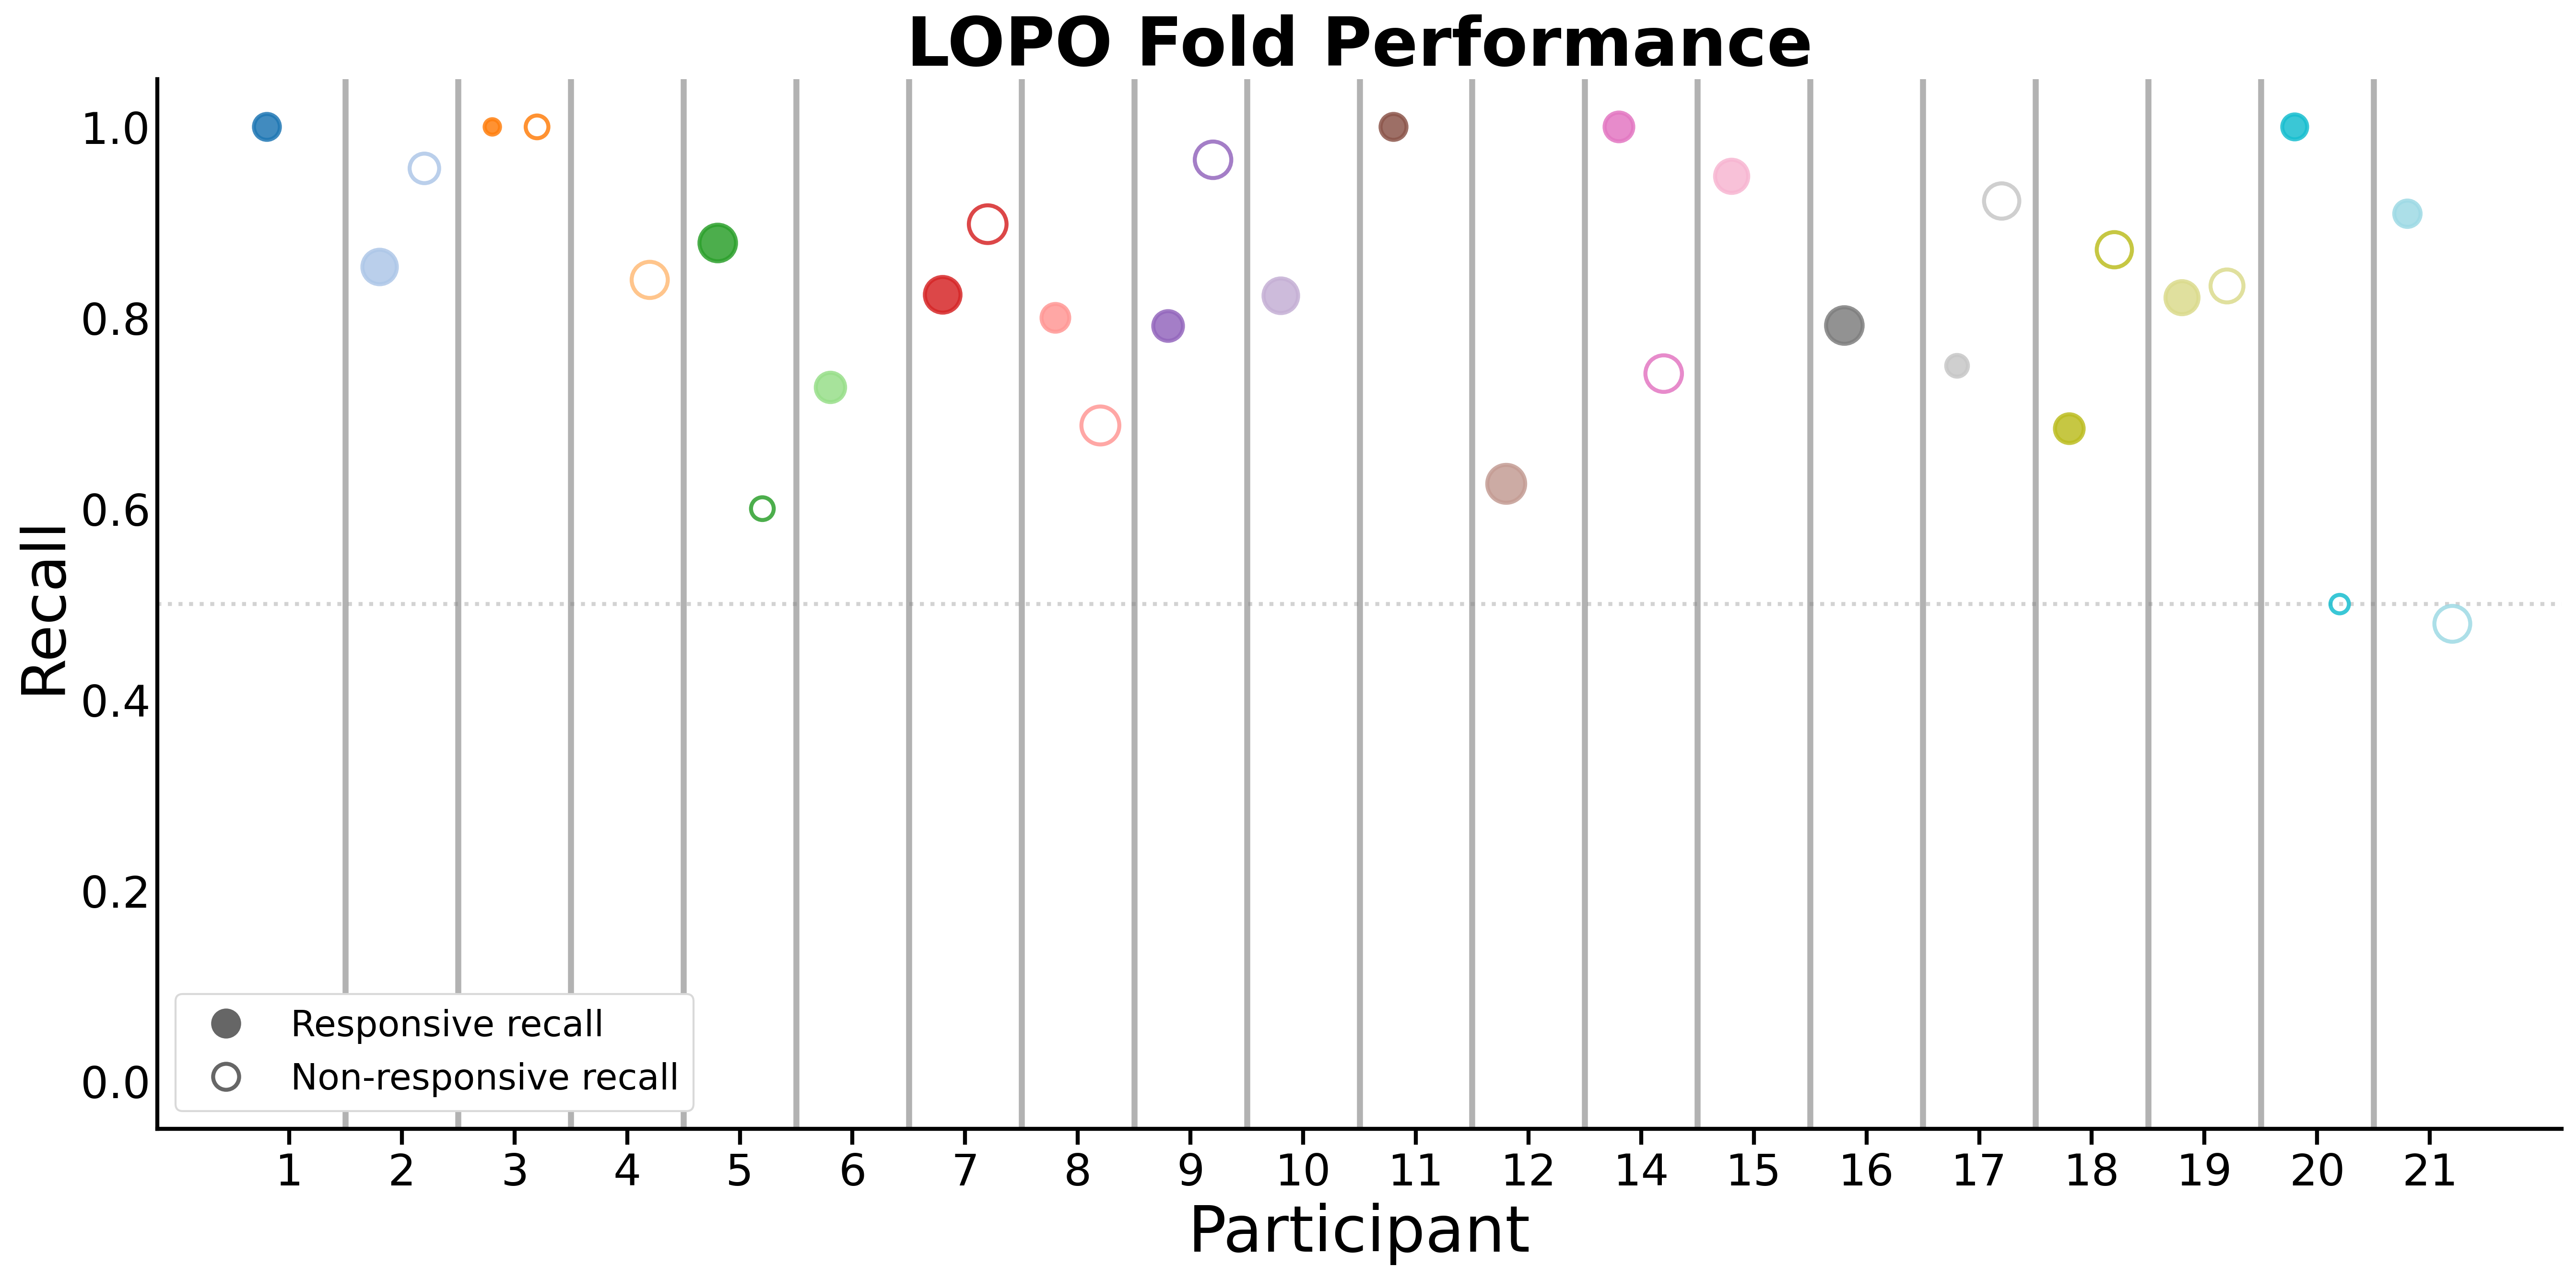 LOPO Fold Performance
Recall
1.0
0.8
0.6
0.4
0.2
0.0
Responsive recall
Non-responsive recall
1 2 3 4 5 6 7 8 9 10 11 12 14 15 16 17 18 19 20 21
Participant